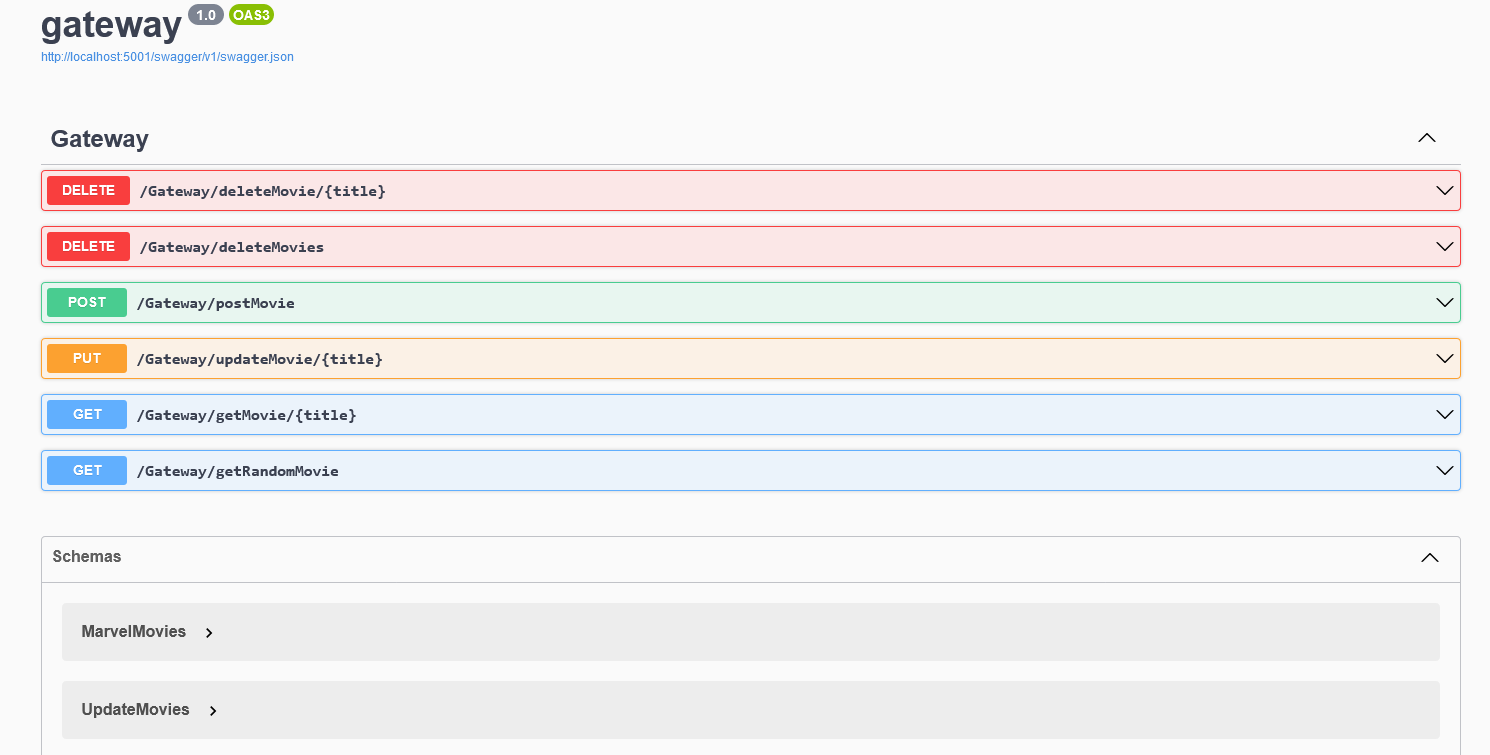 gateway 1.0 OAS3
http://localhost:5001/swagger/v1/swagger.json
Gateway
DELETE /Gateway/deleteMovie/{title}
DELETE /Gateway/deleteMovies
POST /Gateway/postMovie
PUT /Gateway/updateMovie/{title}
GET /Gateway/getMovie/{title}
GET /Gateway/getRandomMovie
Schemas
MarvelMovies
UpdateMovies